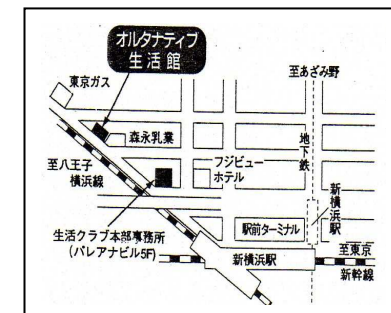 オルタナティブ
生活館
東京ガス
至あざみ野
森永乳業
地下鉄
至八王子
横浜線
フジビュー
ホテル
新横浜駅
生活クラブ本部事務所
(パレアナビル5F)
駅前ターミナル
新横浜駅
至東京
新幹線